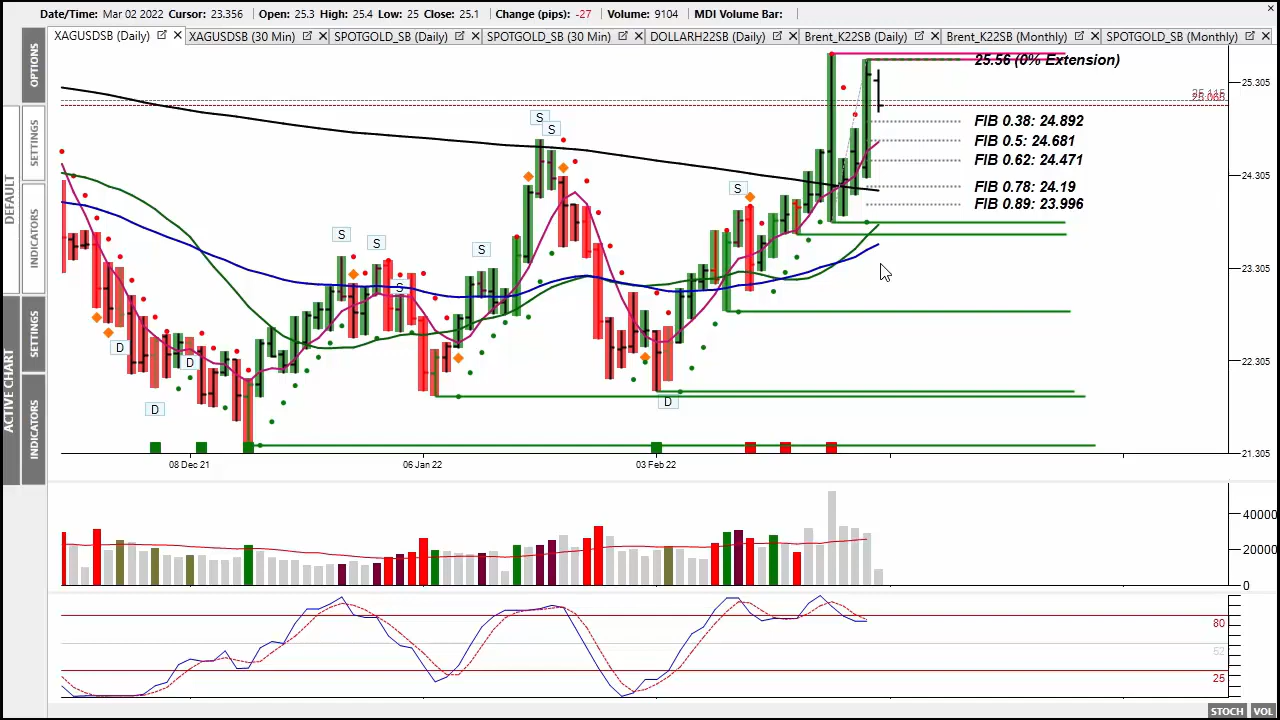 Date/Time: Mar 02 2022 Cursor: 23.356 | Open: 25.3 High: 25.4 Low: 25 Close: 25.1 | Change (pips): -27 | Volume: 9104 | MDI Volume Bar: |
XAGUSDSB (Daily) XAGUSDSB (30 Min) SPOTGOLD_SB (Daily) SPOTGOLD_SB (30 Min) DOLLARH22SB (Daily) Brent_K22SB (Daily) Brent_K22SB (Monthly) SPOTGOLD_SB (Monthly)
OPTIONS
SETTINGS
DEFAULT
INDICATORS
SETTINGS
ACTIVE CHART
INDICATORS
25.56 (0% Extension)
25.305
FIB 0.38: 24.892
S
S
FIB 0.5: 24.681
FIB 0.62: 24.471
24.305
S
FIB 0.78: 24.19
FIB 0.89: 23.996
S
S
S
23.305
S
D
D
22.305
D
D
21.305
08 Dec 21
06 Jan 22
03 Feb 22
40000
20000
0
80
52
25
STOCH VOL